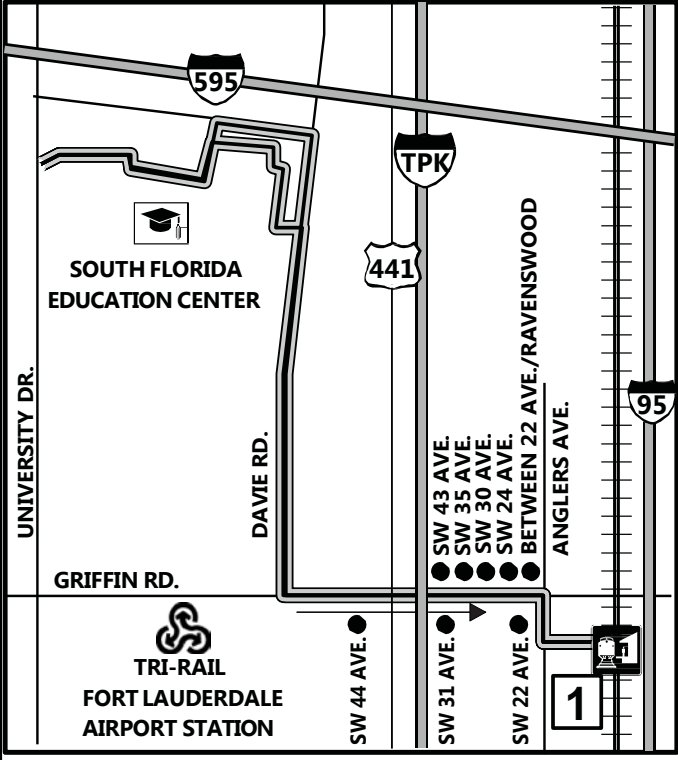 595
TPK
SOUTH FLORIDA
EDUCATION CENTER
441
95
UNIVERSITY DR.
DAVIE RD.
SW 43 AVE.
SW 35 AVE.
SW 30 AVE.
SW 24 AVE.
BETWEEN 22 AVE./RAVENSWOOD
ANGLERS AVE.
GRIFFIN RD.
TRI-RAIL
FORT LAUDERDALE
AIRPORT STATION
SW 44 AVE.
SW 31 AVE.
SW 22 AVE.
1